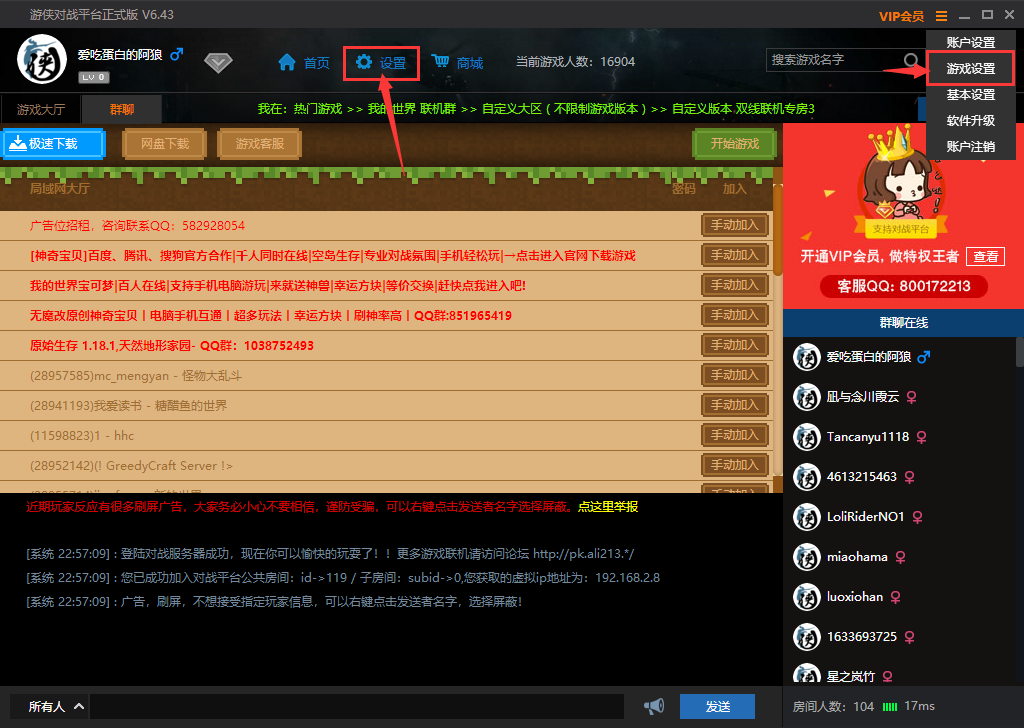 游侠对战平台正式版 V6.43
VIP会员
侠
爱吃蛋白的阿狼
LV 0
首页
设置
商城
当前游戏人数：16904
搜索游戏名字
账户设置
游戏设置
基本设置
软件升级
账户注销
游戏大厅
群聊
我在：热门游戏 >> 我的世界 联机群 >> 自定义大区（不限制游戏版本）>> 自定义版本.双线联机专房3
极速下载
网盘下载
游戏客服
开始游戏
局域网大厅
密码
加入
广告位招租，咨询联系QQ：582928054
手动加入
[神奇宝贝]百度、腾讯、搜狗官方合作|千人同时在线|空岛生存|专业对战氛围|手机轻松玩|→点击进入官网下载游戏
手动加入
我的世界宝可梦|百人在线|支持手机电脑游玩|来就送神兽|幸运方块|等价交换|赶快点我进入吧!
手动加入
无魔改原创神奇宝贝丨电脑手机互通丨超多玩法丨幸运方块丨刷神率高丨QQ群:851965419
手动加入
原始生存 1.18.1,天然地形家园- QQ群：1038752493
手动加入
(28957585)mc_mengyan - 怪物大乱斗
手动加入
(28941193)我爱读书 - 糖醋鱼的世界
手动加入
(11598823)1 - hhc
手动加入
(28952142)(! GreedyCraft Server !>
手动加入
手动加入
近期玩家反应有很多刷屏广告，大家务必小心不要相信，谨防受骗，可以右键点击发送者名字选择屏蔽。点这里举报
[系统 22:57:09]：登陆对战服务器成功，现在你可以愉快的玩耍了！！更多游戏联机请访问论坛 http://pk.ali213.*/
[系统 22:57:09]：您已成功加入对战平台公共房间：id->119 / 子房间：subid->0,您获取的虚拟ip地址为：192.168.2.8
[系统 22:57:09]：广告，刷屏，不想接受指定玩家信息，可以右键点击发送者名字，选择屏蔽！
所有人
发送
支持对战平台
开通VIP会员, 做特权王者
查看
客服QQ: 800172213
群聊在线
爱吃蛋白的阿狼
凪与念川霞云
Tancanyu1118
4613215463
LoliRiderNO1
miaohama
luoxiohan
1633693725
星之岚竹
房间人数：104
17ms